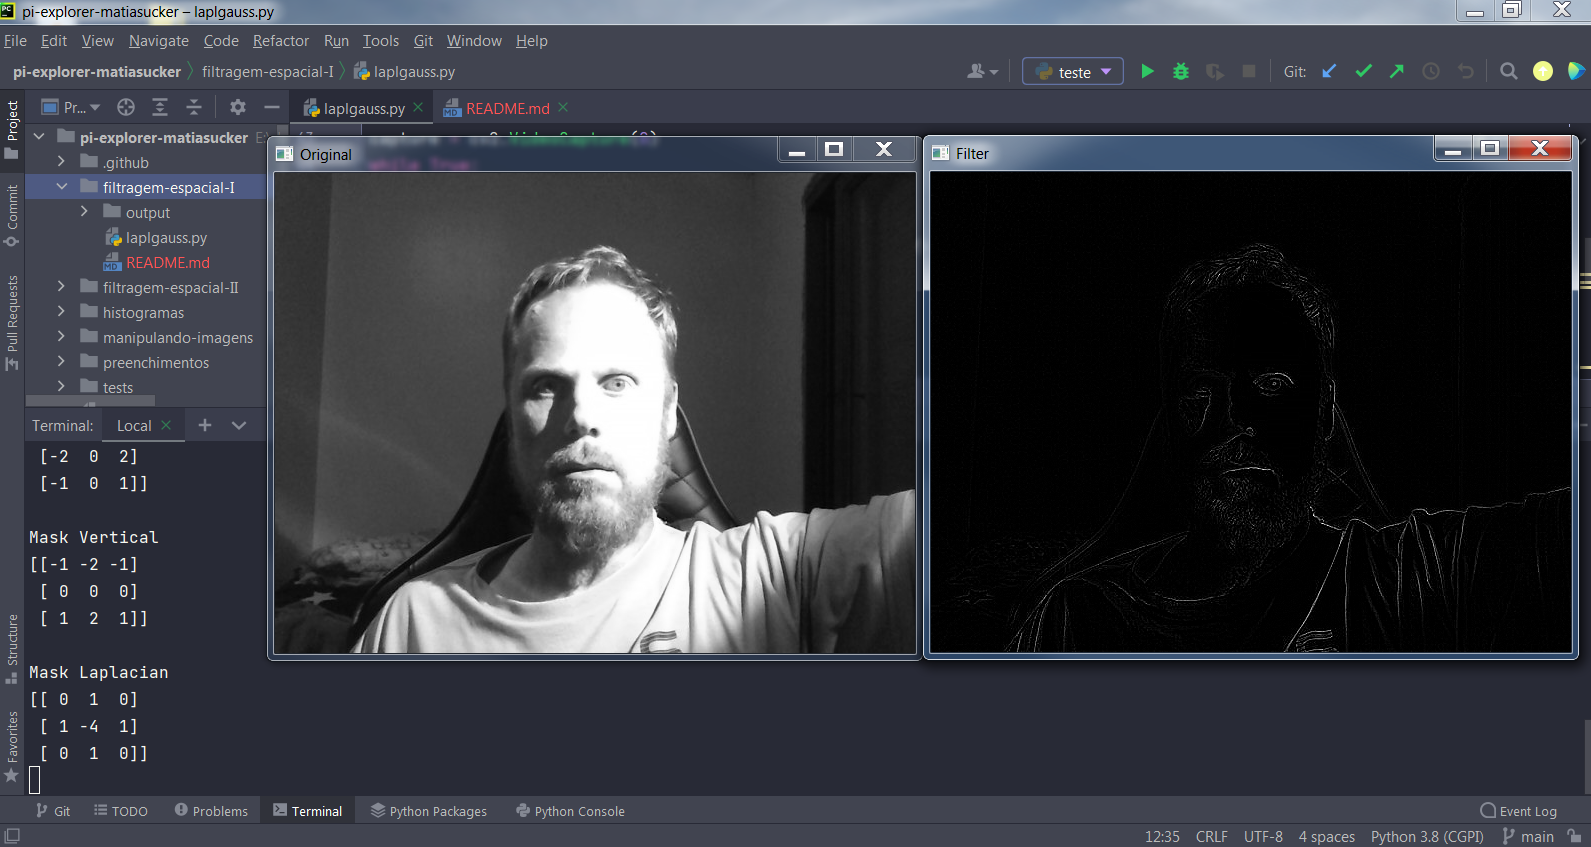 PC
pi-explorer-matiasucker – laplgauss.py
File Edit View Navigate Code Refactor Run Tools Git Window Help
pi-explorer-matiasucker filtragem-espacial-I laplgauss.py teste Git:
Project
Commit
Pull Requests
Structure
Favorites
Pr...
laplgauss.py MD README.md
pi-explorer-matiasucker
.github
filtragem-espacial-I
output
laplgauss.py
MD README.md
filtragem-espacial-II
histogramas
manipulando-imagens
preenchimentos
tests
while True:
Original
Filter
Terminal: Local
[-2 0 2]
[-1 0 1]]
Mask Vertical
[[-1 -2 -1]
[ 0 0 0]
[ 1 2 1]]
Mask Laplacian
[[ 0 1 0]
[ 1 -4 1]
[ 0 1 0]]
Git TODO Problems Terminal Python Packages Python Console Event Log
12:35 CRLF UTF-8 4 spaces Python 3.8 (CGPI) main